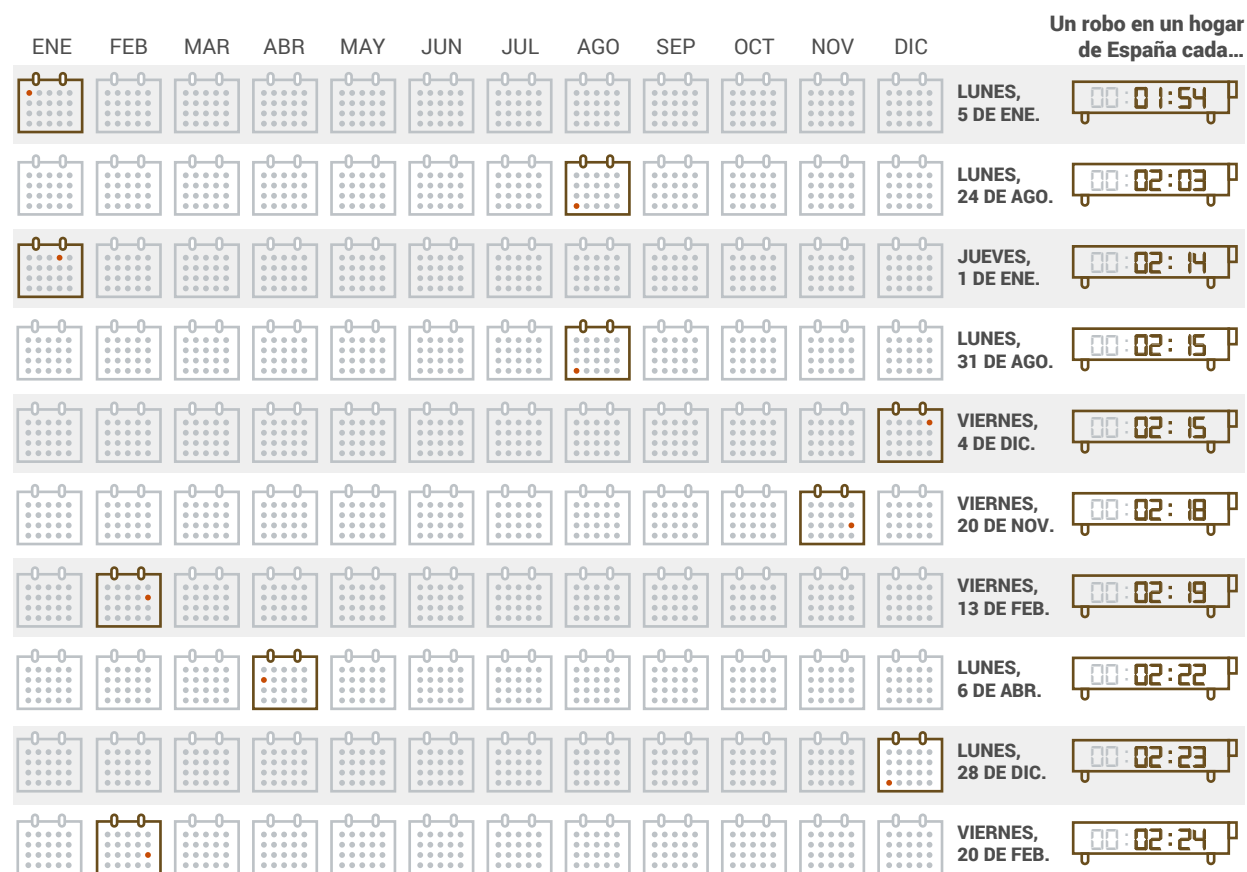 Un robo en un hogar
de España cada...
ENE FEB MAR ABR MAY JUN JUL AGO SEP OCT NOV DIC
LUNES,
5 DE ENE.
00:01:54
LUNES,
24 DE AGO.
00:02:03
JUEVES,
1 DE ENE.
00:02:14
LUNES,
31 DE AGO.
00:02:15
VIERNES,
4 DE DIC.
00:02:15
VIERNES,
20 DE NOV.
00:02:18
VIERNES,
13 DE FEB.
00:02:19
LUNES,
6 DE ABR.
00:02:22
LUNES,
28 DE DIC.
00:02:23
VIERNES,
20 DE FEB.
00:02:24